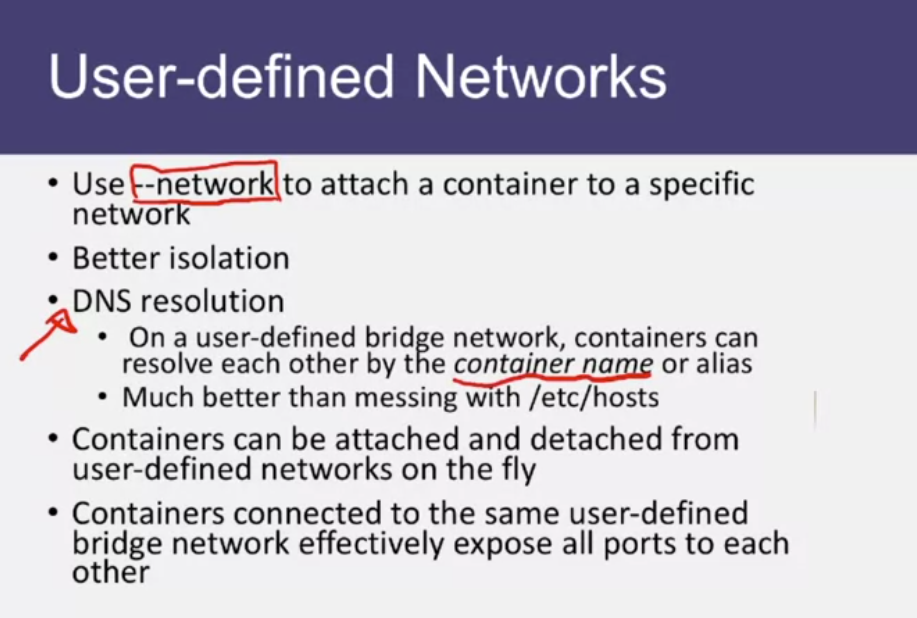 User-defined Networks
• Use --network to attach a container to a specific
network
• Better isolation
• DNS resolution
• On a user-defined bridge network, containers can
resolve each other by the container name or alias
• Much better than messing with /etc/hosts
• Containers can be attached and detached from
user-defined networks on the fly
• Containers connected to the same user-defined
bridge network effectively expose all ports to each
other